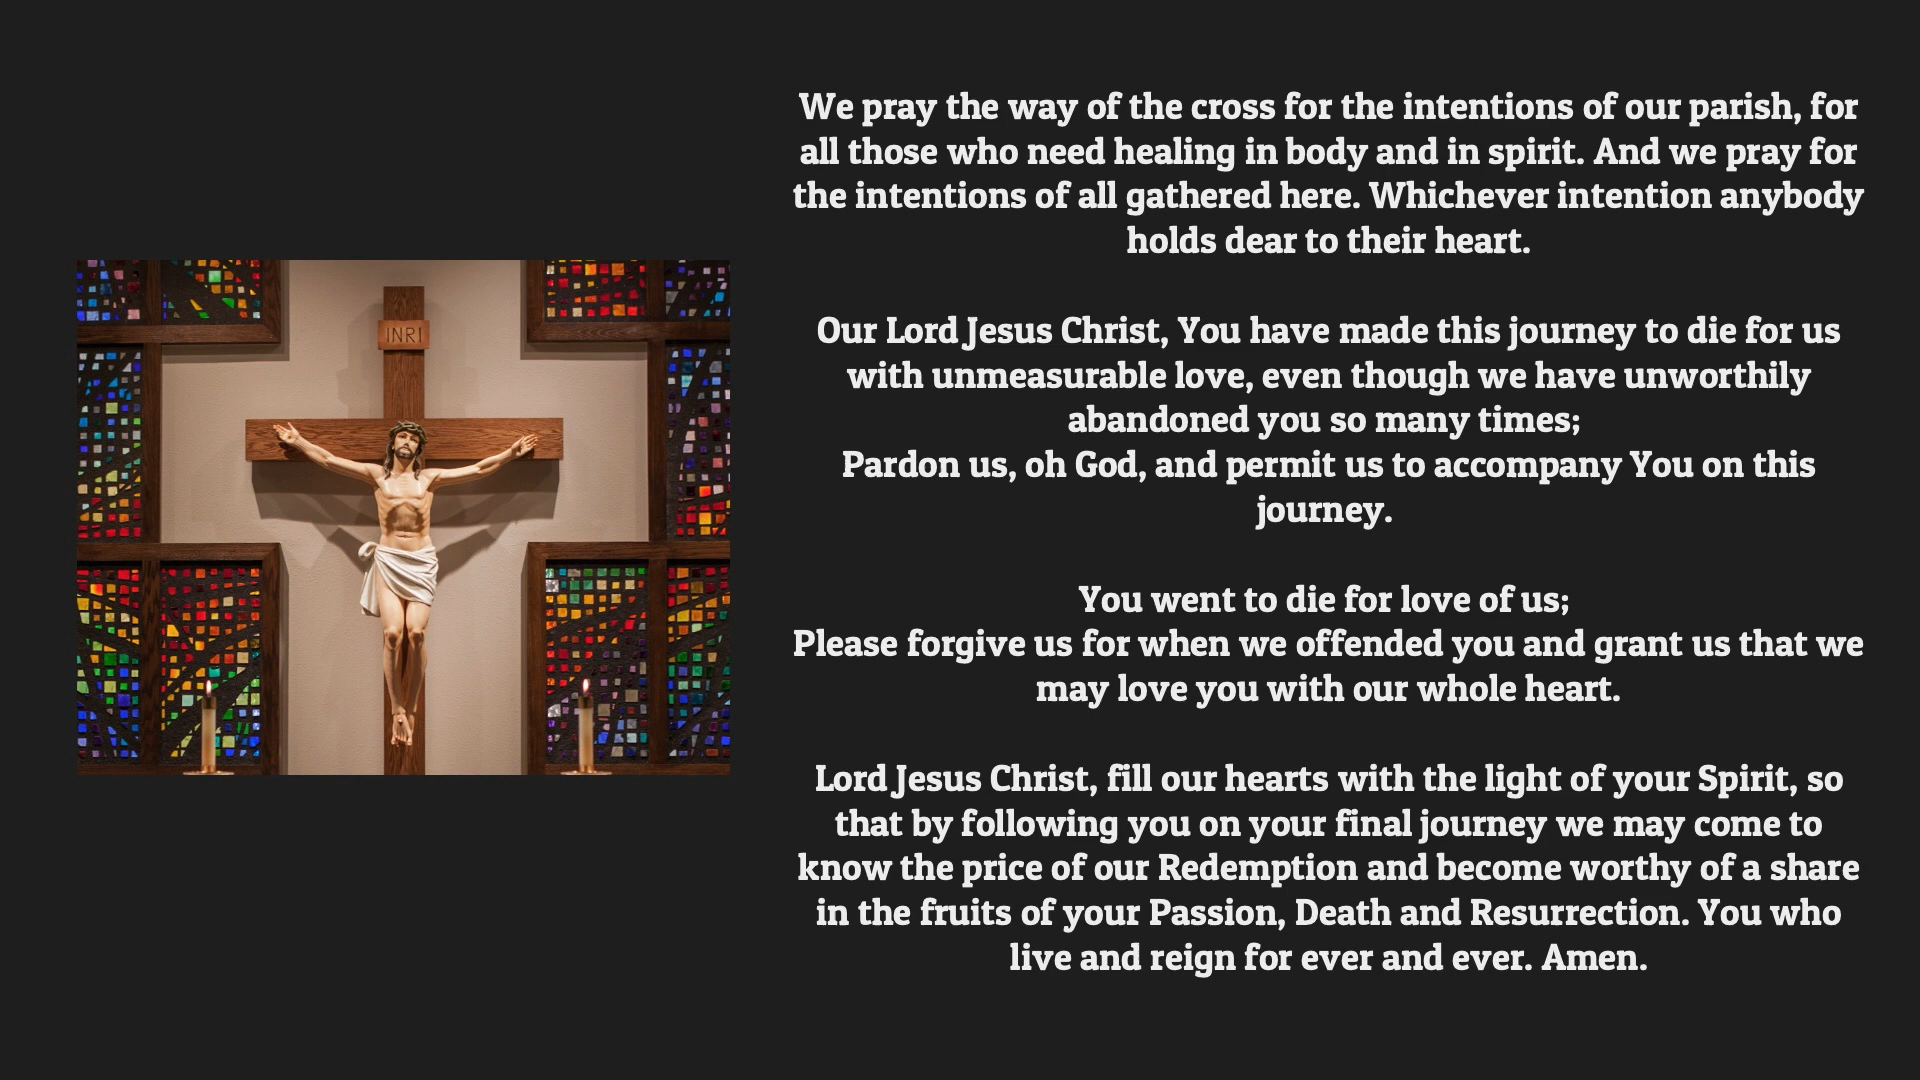 INRI
We pray the way of the cross for the intentions of our parish, for
all those who need healing in body and in spirit. And we pray for
the intentions of all gathered here. Whichever intention anybody
holds dear to their heart.
Our Lord Jesus Christ, You have made this journey to die for us
with unmeasurable love, even though we have unworthily
abandoned you so many times;
Pardon us, oh God, and permit us to accompany You on this
journey.
You went to die for love of us;
Please forgive us for when we offended you and grant us that we
may love you with our whole heart.
Lord Jesus Christ, fill our hearts with the light of your Spirit, so
that by following you on your final journey we may come to
know the price of our Redemption and become worthy of a share
in the fruits of your Passion, Death and Resurrection. You who
live and reign for ever and ever. Amen.